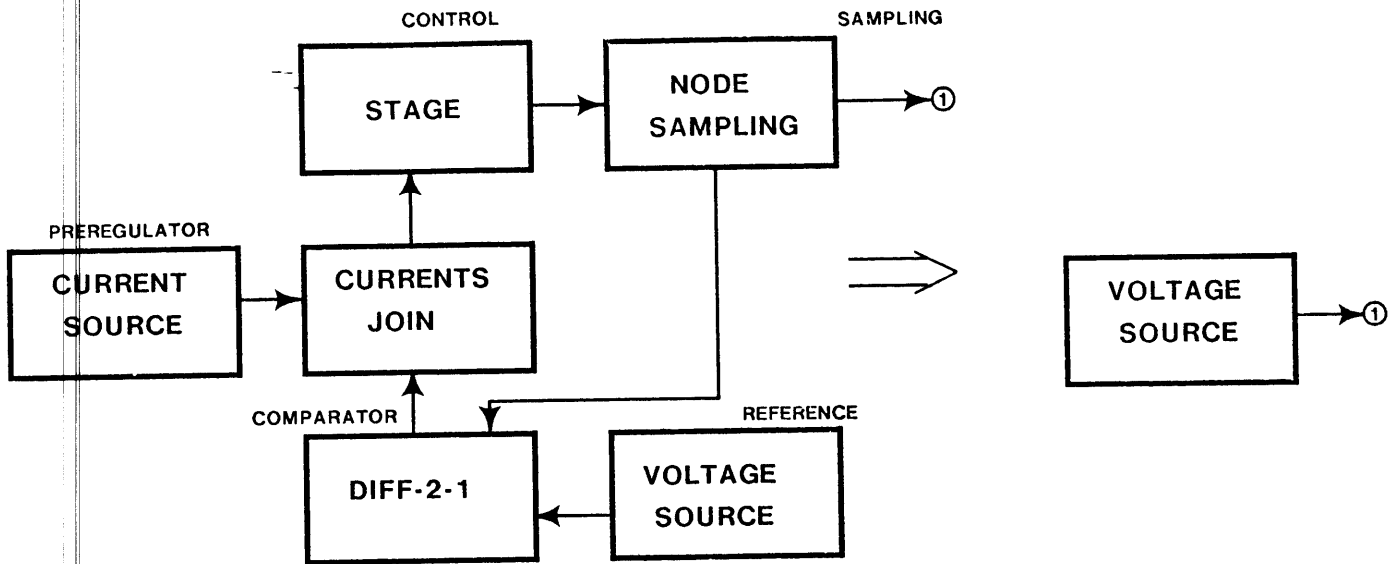 CONTROL
SAMPLING
STAGE
NODE
SAMPLING
①
PREREGULATOR
CURRENT
SOURCE
CURRENTS
JOIN
VOLTAGE
SOURCE
①
COMPARATOR
REFERENCE
DIFF-2-1
VOLTAGE
SOURCE